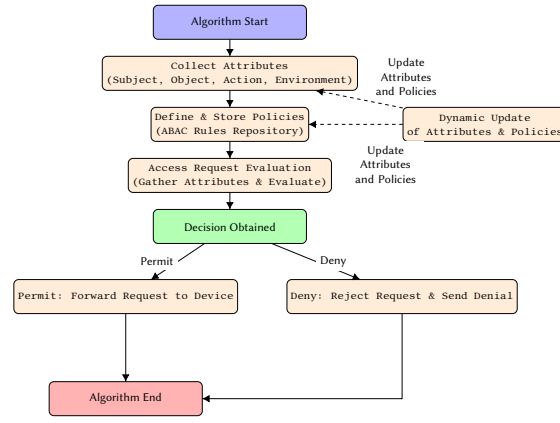 Algorithm Start
Collect Attributes
(Subject, Object, Action, Environment)
Update
Attributes
and Policies
Define & Store Policies
(ABAC Rules Repository)
Dynamic Update
of Attributes & Policies
Update
Attributes
and Policies
Access Request Evaluation
(Gather Attributes & Evaluate)
Decision Obtained
Permit
Deny
Permit: Forward Request to Device
Deny: Reject Request & Send Denial
Algorithm End